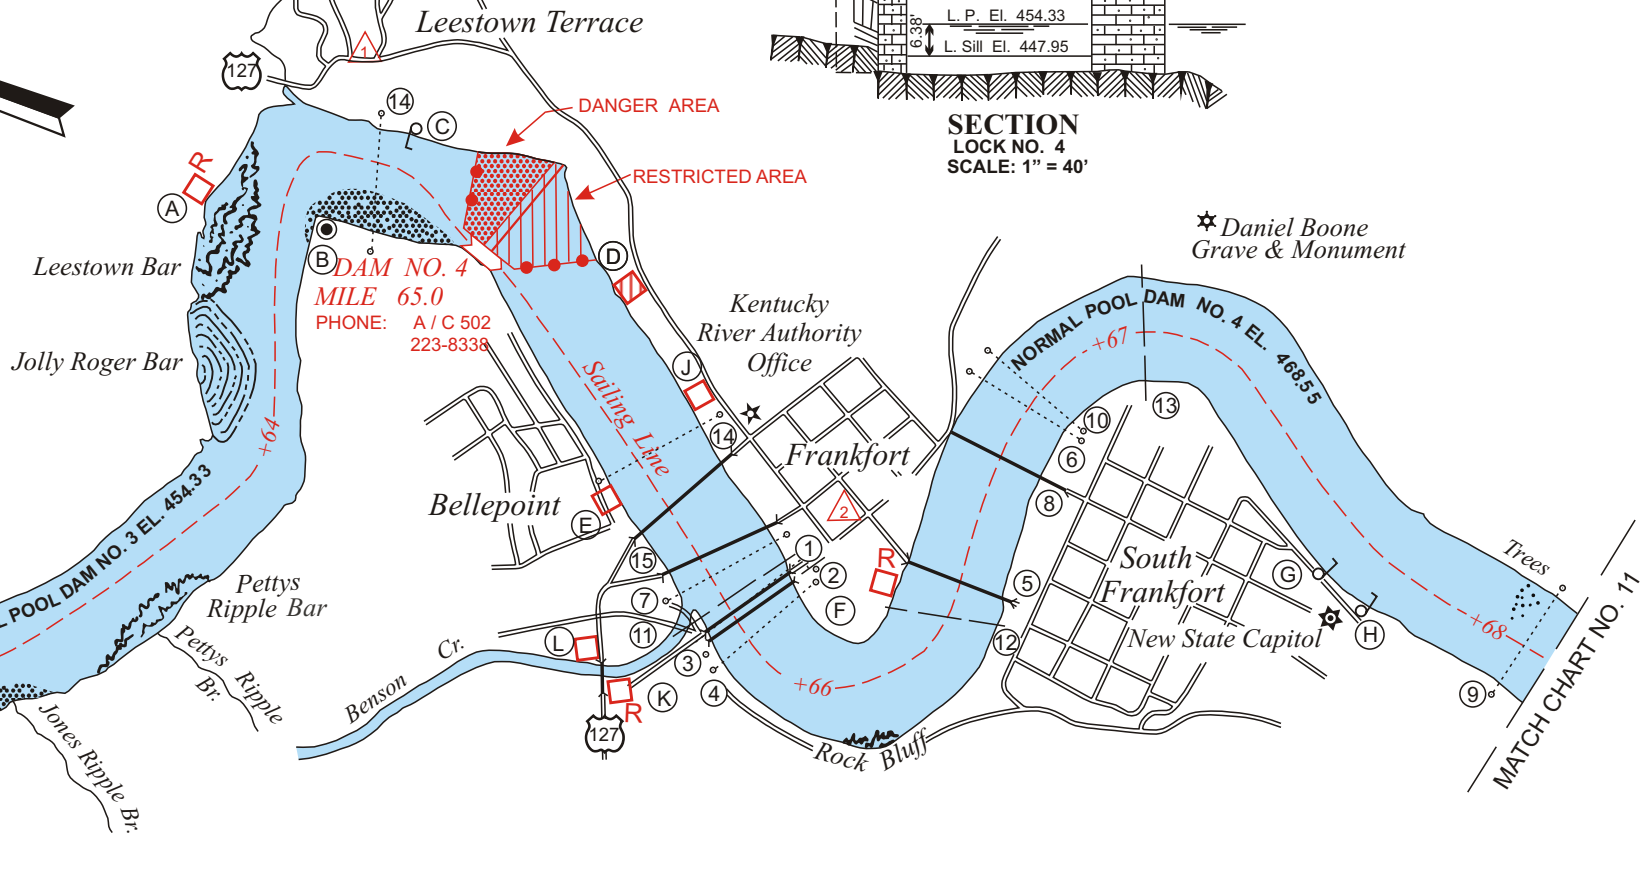 Leestown Terrace
1
127
L. P. El. 454.33
6.38'
L. Sill El. 447.95
SECTION
LOCK NO. 4
SCALE: 1” = 40’
14
C
DANGER AREA
RESTRICTED AREA
R
A
Leestown Bar
B
DAM NO. 4
MILE 65.0
PHONE: A / C 502
223-8338
D
Jolly Roger Bar
Kentucky
River Authority
Office
J
Daniel Boone
Grave & Monument
NORMAL POOL DAM NO. 4 EL. 468.55
+67
+64
Sailing Line
14
Frankfort
10
13
6
8
Bellepoint
E
2
L POOL DAM NO. 3 EL. 454.33
15
1
2
R
F
5
South
Frankfort
G
Trees
Pettys
Ripple Bar
7
11
12
New State Capitol
H
+68
Pettys Ripple
Br.
L
3
4
Benson Cr.
K
R
+66
9
127
Rock Bluff
Jones Ripple Br.
MATCH CHART NO. 11